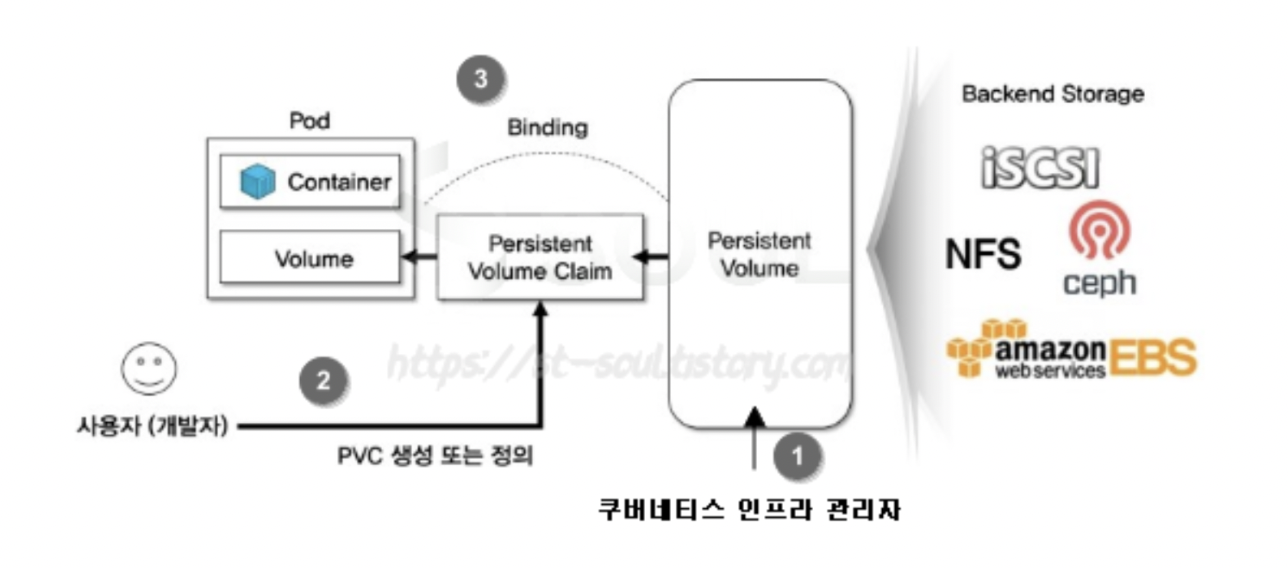 3
Backend Storage
Pod
Binding
iSCSI
Container
Persistent
Volume Claim
Persistent
Volume
Volume
NFS
ceph
https://st-soul.tistory.com
amazon
web services
EBS
2
사용자 (개발자)
PVC 생성 또는 정의
1
쿠버네티스 인프라 관리자